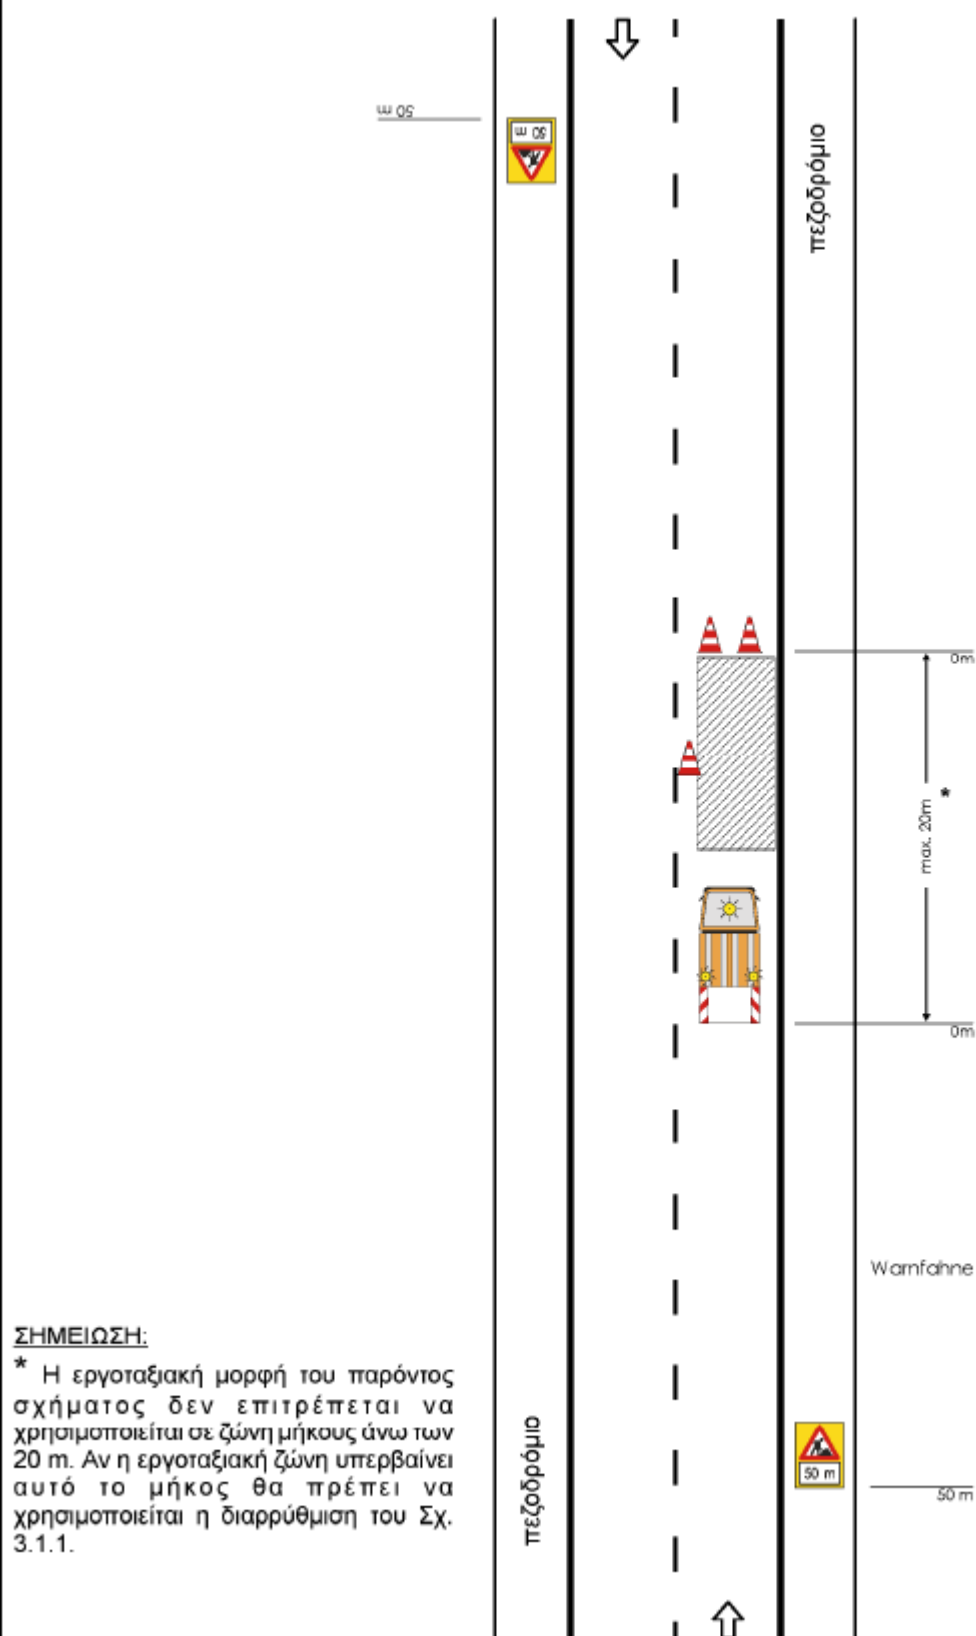 50 m
50 m
πεζοδρόμιο
0m
max. 20m
*
0m
Warnfahne
ΣΗΜΕΙΩΣΗ:
* Η εργοταξιακή μορφή του παρόντος
σχήματος δεν επιτρέπεται να
χρησιμοποιείται σε ζώνη μήκους άνω των
20 m. Αν η εργοταξιακή ζώνη υπερβαίνει
αυτό το μήκος θα πρέπει να
χρησιμοποιείται η διαρρύθμιση του Σχ.
3.1.1.
πεζοδρόμιο
50 m
50 m